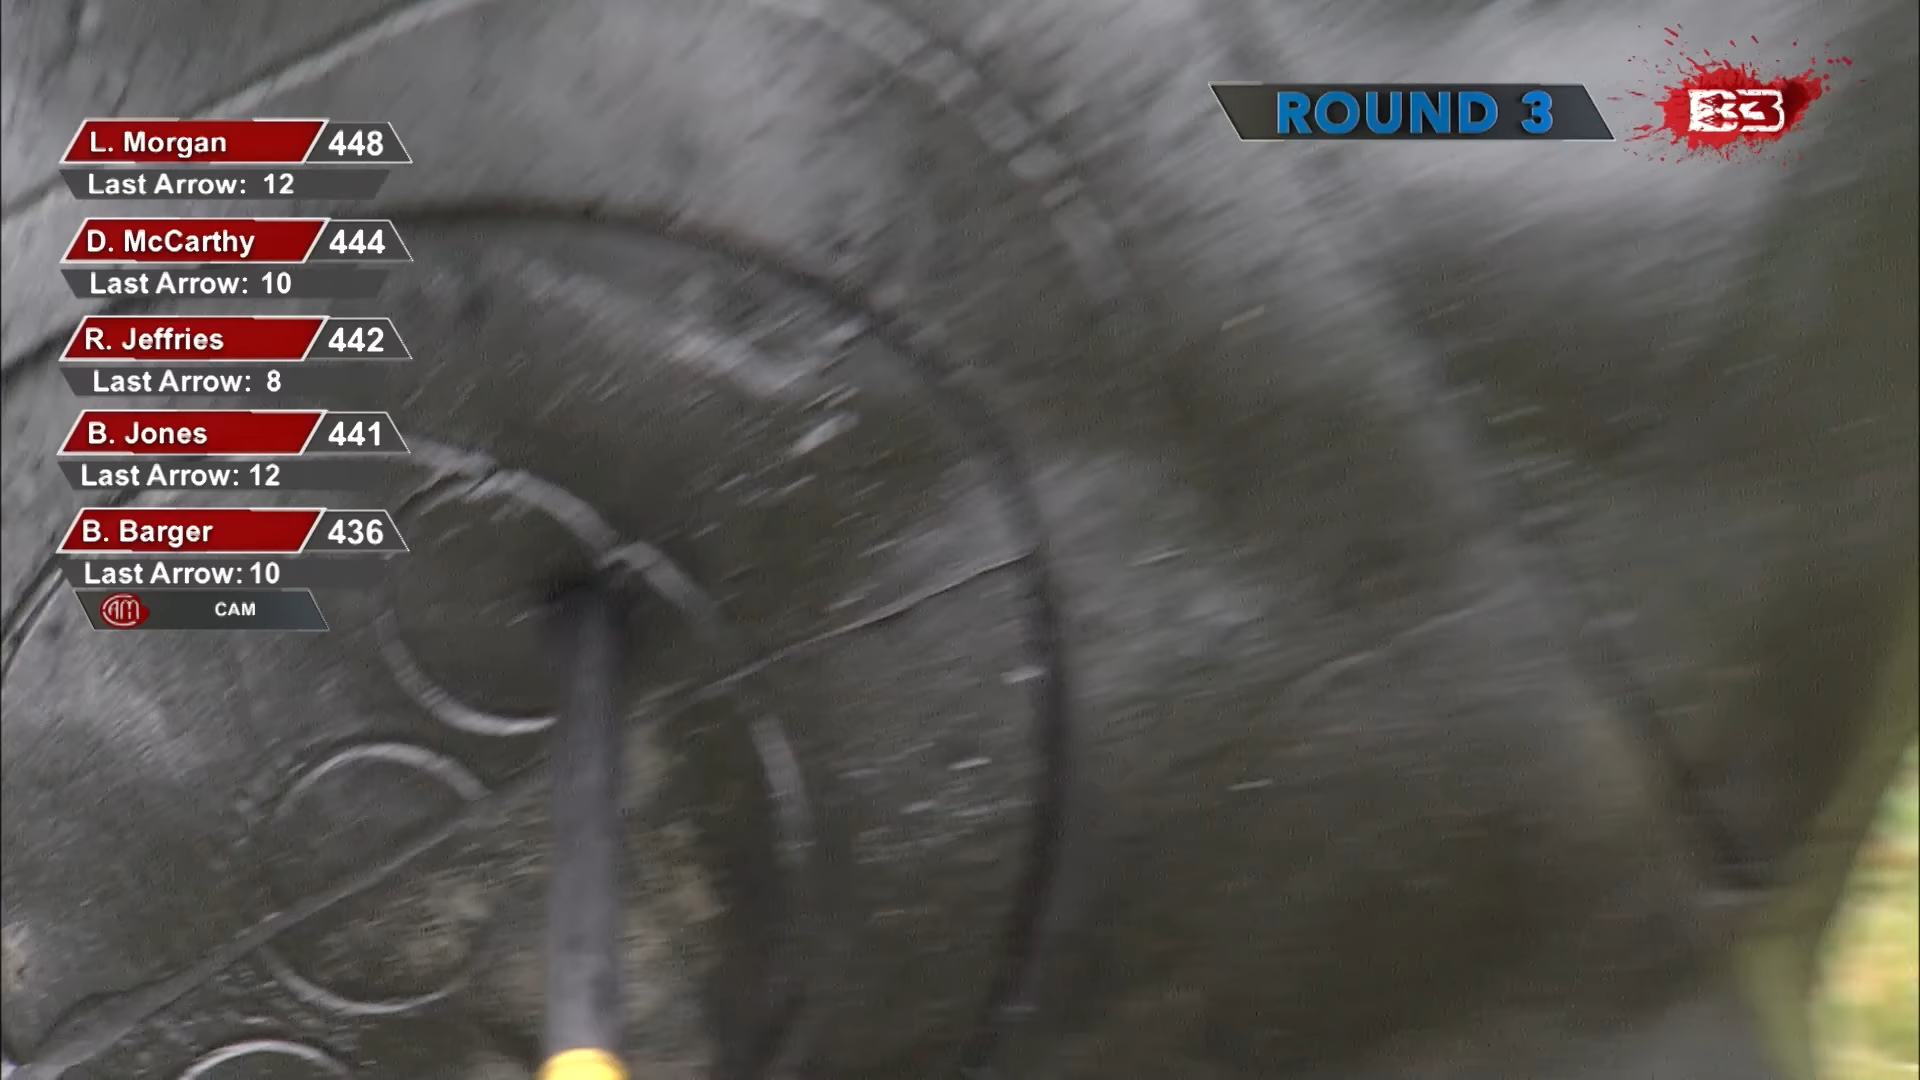 ROUND 3
B3
L. Morgan 448
Last Arrow: 12
D. McCarthy 444
Last Arrow: 10
R. Jeffries 442
Last Arrow: 8
B. Jones 441
Last Arrow: 12
B. Barger 436
Last Arrow: 10
CAM CAM